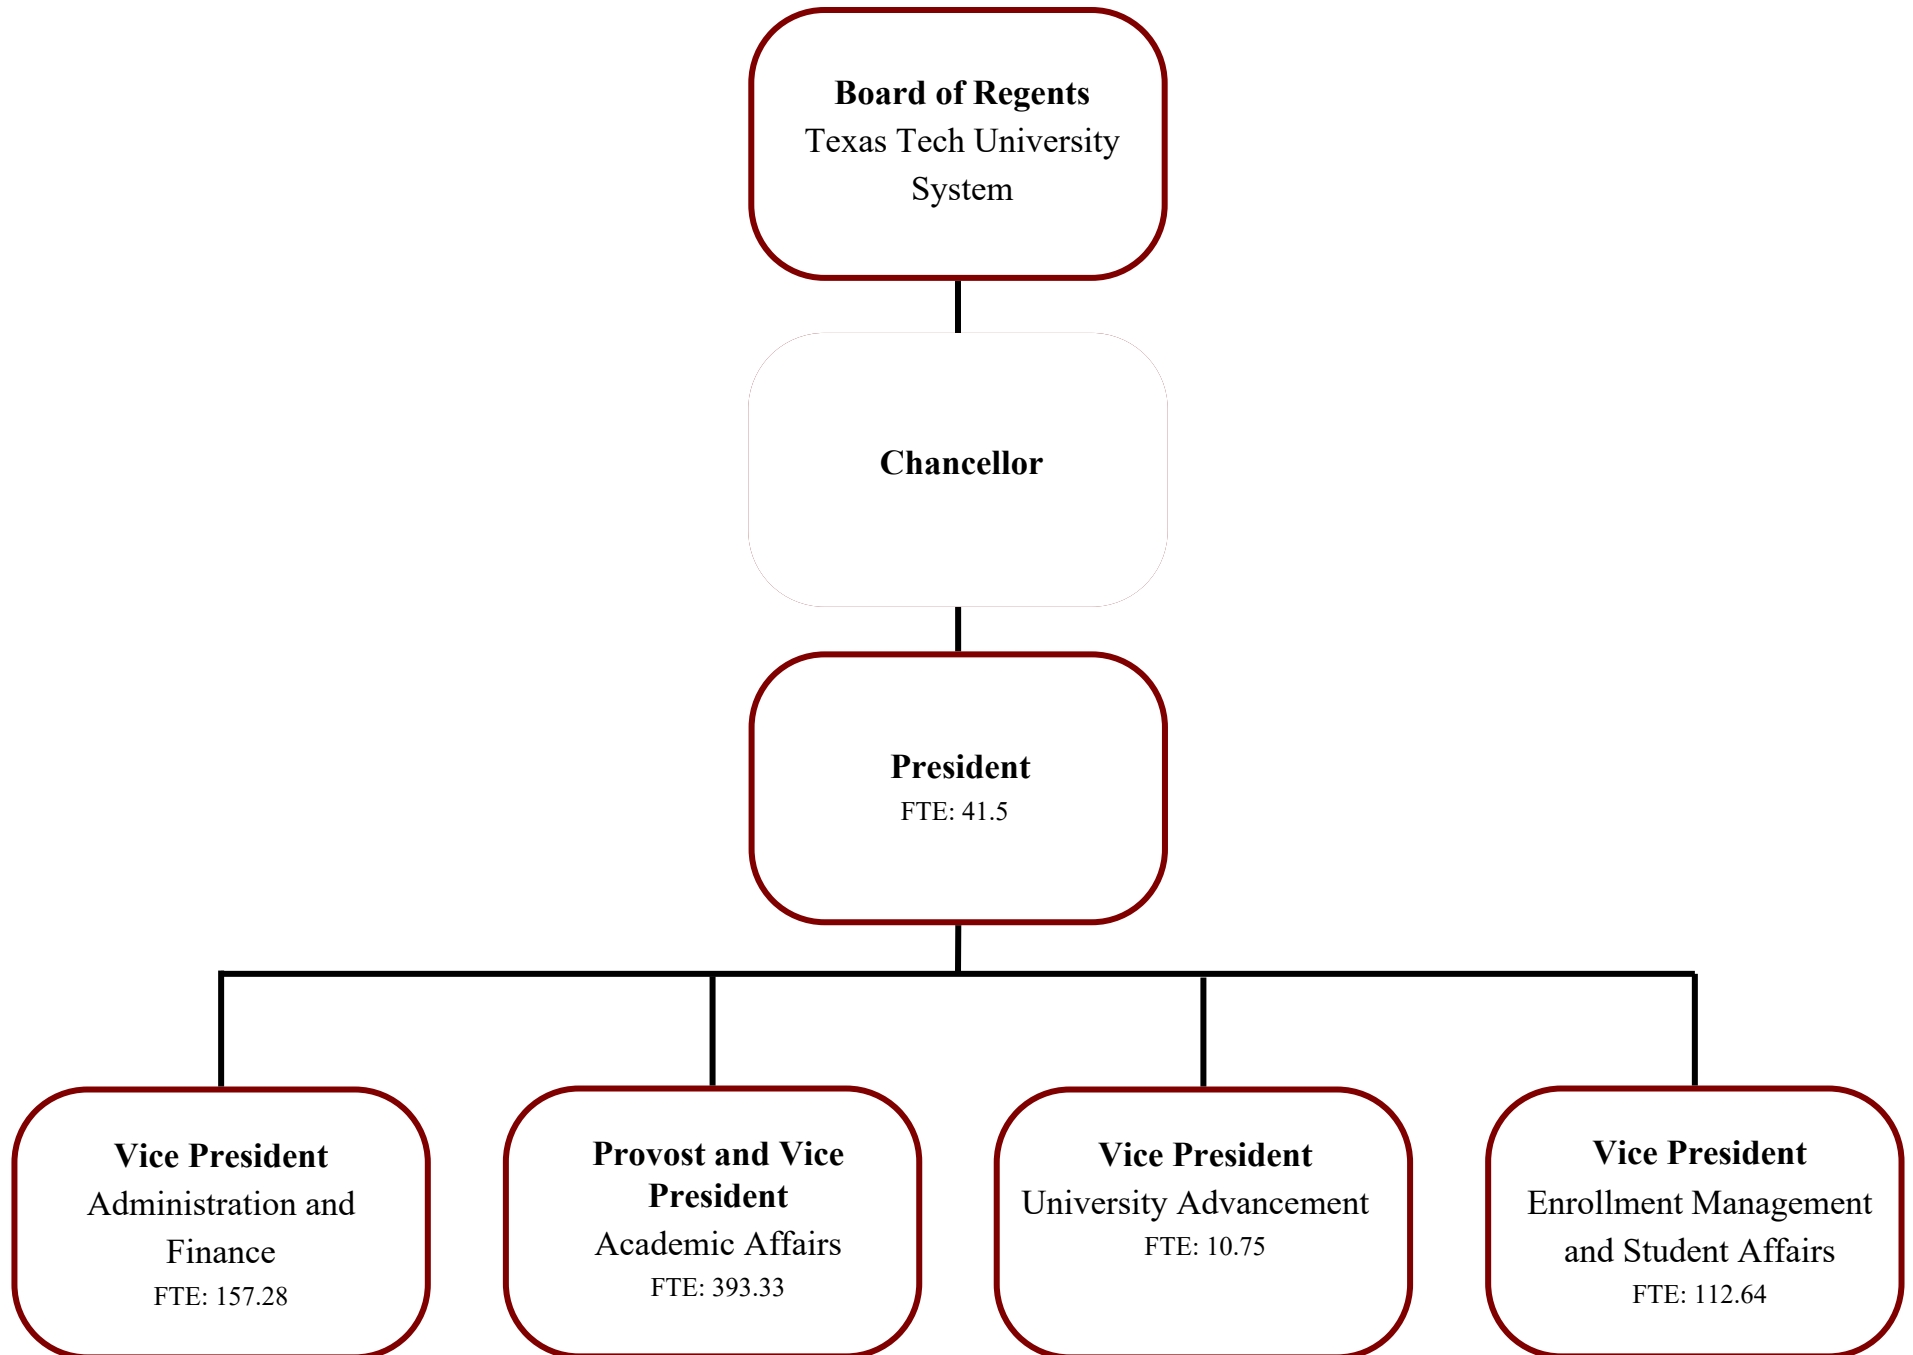 Board of Regents
Texas Tech University
System
Chancellor
President
FTE: 41.5
Vice President
Administration and
Finance
FTE: 157.28
Provost and Vice
President
Academic Affairs
FTE: 393.33
Vice President
University Advancement
FTE: 10.75
Vice President
Enrollment Management
and Student Affairs
FTE: 112.64